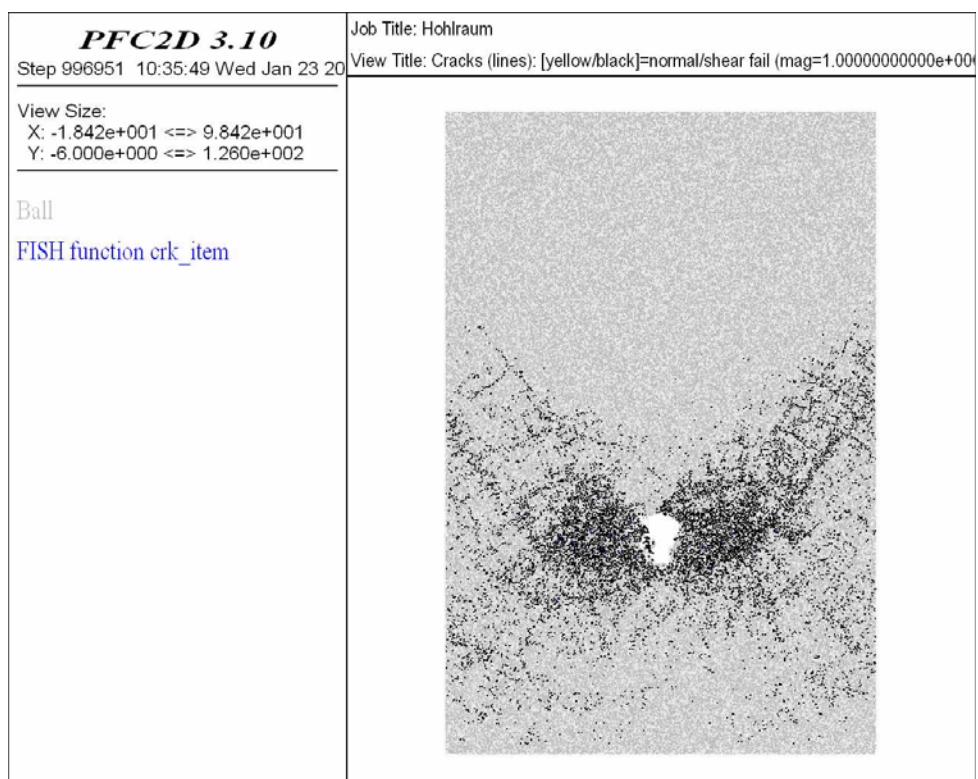 PFC2D 3.10
Step 996951 10:35:49 Wed Jan 23 20
View Size:
X: -1.842e+001 <=> 9.842e+001
Y: -6.000e+000 <=> 1.260e+002
Ball
FISH function crk_item
Job Title: Hohlraum
View Title: Cracks (lines): [yellow/black]=normal/shear fail (mag=1.00000000000e+00